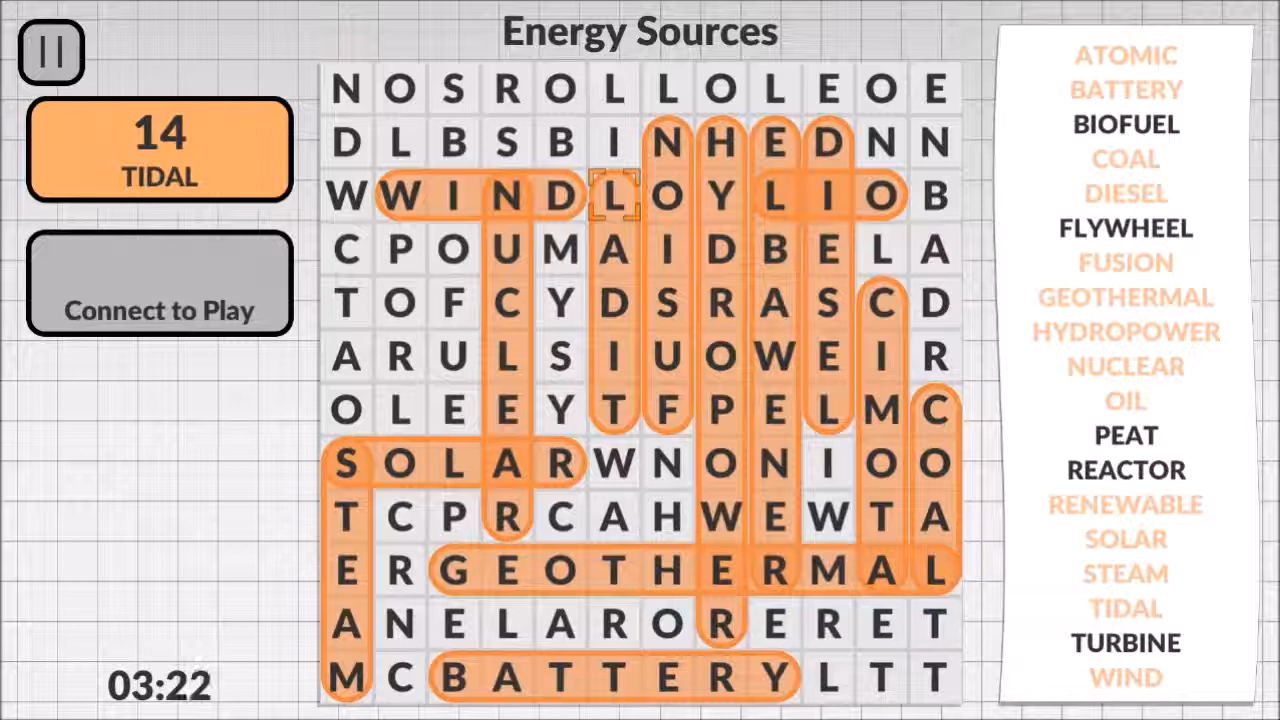 Energy Sources
14
TIDAL
Connect to Play
03:22
N O S R O L L O L E O E
D L B S B I N H E D N N
W W I N D L O Y L I O B
C P O U M A I D B E L A
T O F C Y D S R A S C D
A R U L S I U O W E I R
O L E E Y T F P E L M C
S O L A R W N O N I O O
T C P R C A H W E W T A
E R G E O T H E R M A L
A N E L A R O R E R E T
M C B A T T E R Y L T T
ATOMIC
BATTERY
BIOFUEL
COAL
DIESEL
FLYWHEEL
FUSION
GEOTHERMAL
HYDROPOWER
NUCLEAR
OIL
PEAT
REACTOR
RENEWABLE
SOLAR
STEAM
TIDAL
TURBINE
WIND